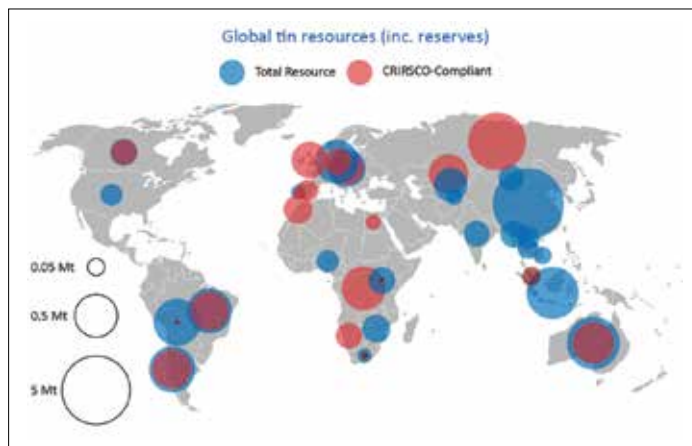 Global tin resources (inc. reserves)
Total Resource
CRIRSCO-Compliant
0.05 Mt
0.5 Mt
5 Mt